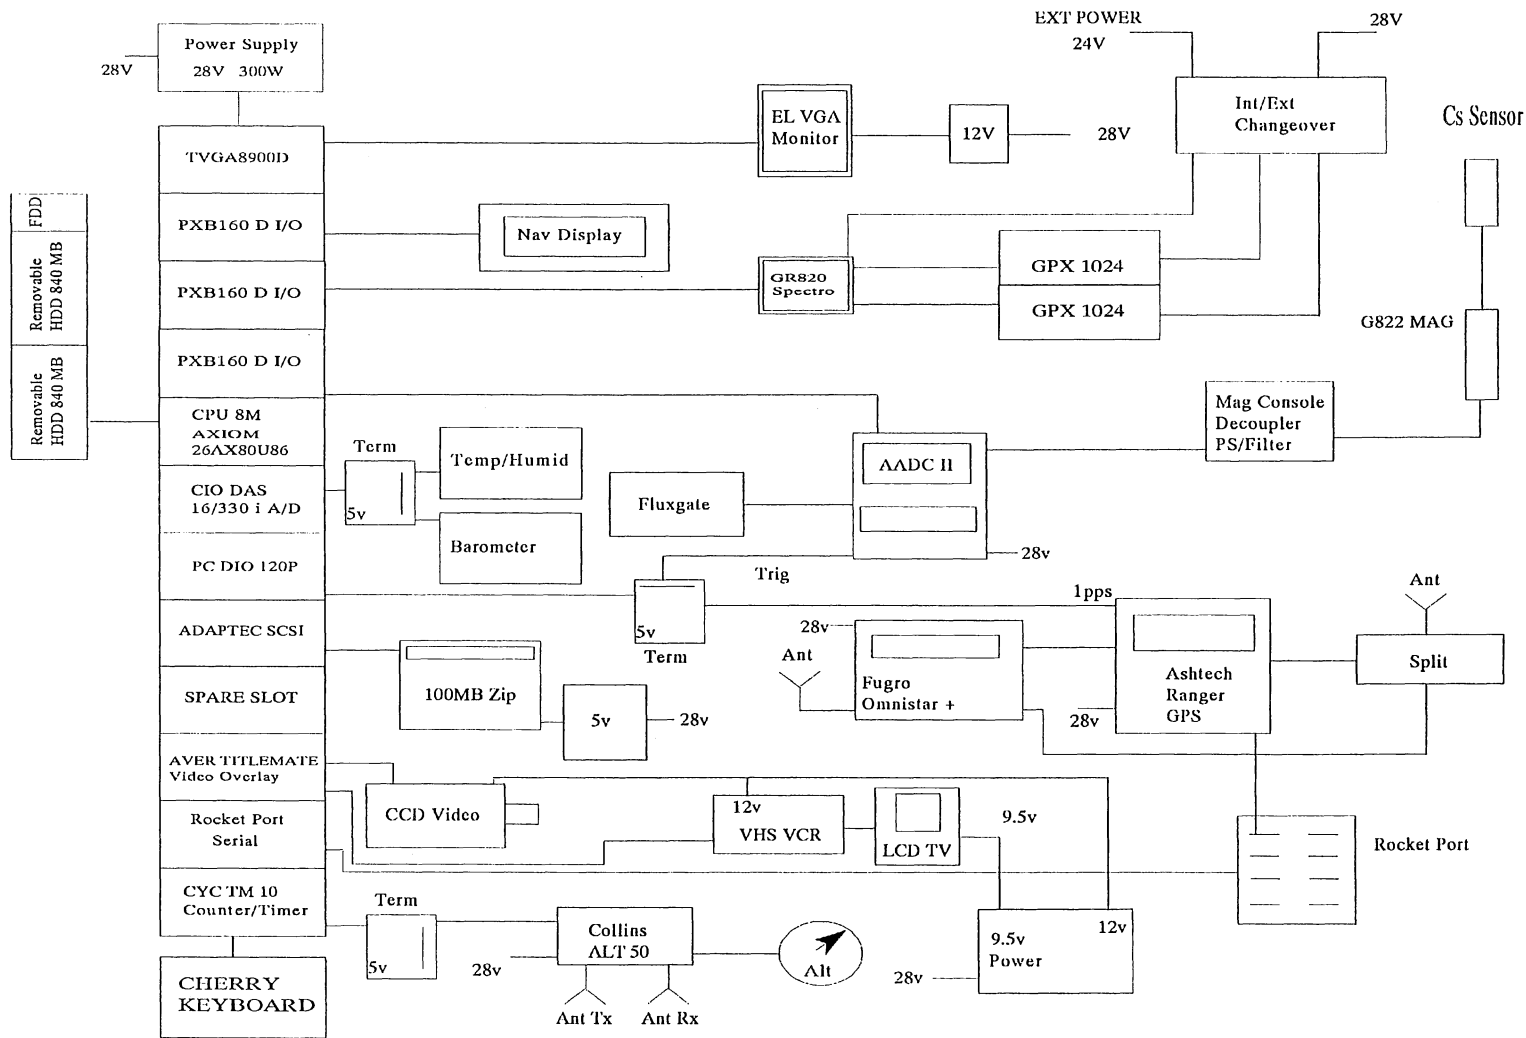 EXT POWER
24V
28V
Power Supply
28V 300W
28V
Int/Ext
Changeover
EL VGA
Monitor
12V
28V
Cs Sensor
TVGA8900D
FDD
PXB160 D I/O
Nav Display
Removable
HDD 840 MB
PXB160 D I/O
GR820
Spectro
GPX 1024
GPX 1024
G822 MAG
PXB160 D I/O
Removable
HDD 840 MB
CPU 8M
AXIOM
26AX80U86
Term
Temp/Humid
AADC II
Mag Console
Decoupler
PS/Filter
CIO DAS
16/330 i A/D
5v
Fluxgate
Barometer
28v
PC DIO 120P
Trig
1pps
Ant
ADAPTEC SCSI
5v
Term
28v
Ant
Fugro
Omnistar +
Ashtech
Ranger
GPS
28v
Split
SPARE SLOT
100MB Zip
5v
28v
AVER TITLEMATE
Video Overlay
CCD Video
12v
VHS VCR
LCD TV
9.5v
Rocket Port
Serial
Rocket Port
CYC TM 10
Counter/Timer
Term
5v
Collins
ALT 50
28v
Alt
9.5v
Power
12v
28v
CHERRY
KEYBOARD
Ant Tx
Ant Rx